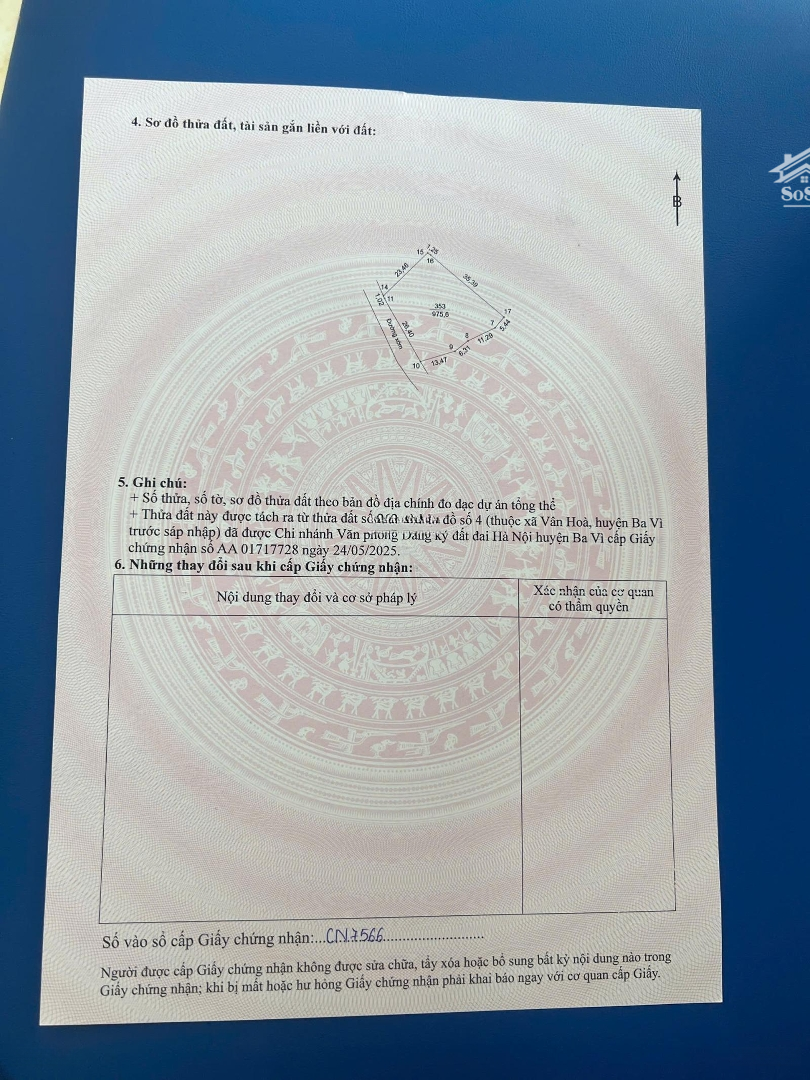 4. Sơ đồ thửa đất, tài sản gắn liền với đất:
B
SoS
15 1,25
16
23,46
35,39
14
11
1,02
353
975,6
17
7
5,44
26,40
8
11,29
9
6,31
Đường xóm
10
13,47
5. Ghi chú:
+ Số thửa, số tờ, sơ đồ thửa đất theo bản đồ địa chính đo đạc dự án tổng thể
+ Thửa đất này được tách ra từ thửa đất số đồ số 4 (thuộc xã Vân Hoà, huyện Ba Vì
trước sáp nhập) đã được Chi nhánh Văn phòng Đăng ký đất đai Hà Nội huyện Ba Vì cấp Giấy
chứng nhận số AA 01717728 ngày 24/05/2025.
6. Những thay đổi sau khi cấp Giấy chứng nhận:
Nội dung thay đổi và cơ sở pháp lý
Xác nhận của cơ quan
có thẩm quyền
Số vào sổ cấp Giấy chứng nhận:...CN.7566...........................
Người được cấp Giấy chứng nhận không được sửa chữa, tẩy xóa hoặc bổ sung bất kỳ nội dung nào trong
Giấy chứng nhận; khi bị mất hoặc hư hỏng Giấy chứng nhận phải khai báo ngay với cơ quan cấp Giấy.